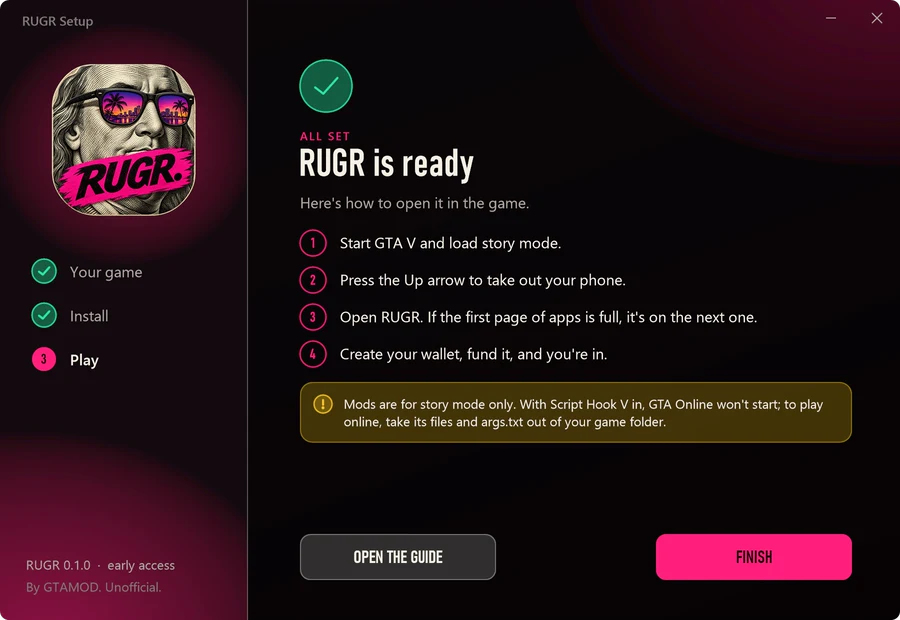 RUGR Setup
RUGR.
Your game
Install
3 Play
RUGR 0.1.0 · early access
By GTAMOD. Unofficial.
ALL SET
RUGR is ready
Here's how to open it in the game.
1 Start GTA V and load story mode.
2 Press the Up arrow to take out your phone.
3 Open RUGR. If the first page of apps is full, it's on the next one.
4 Create your wallet, fund it, and you're in.
Mods are for story mode only. With Script Hook V in, GTA Online won't start; to play
online, take its files and args.txt out of your game folder.
OPEN THE GUIDE
FINISH